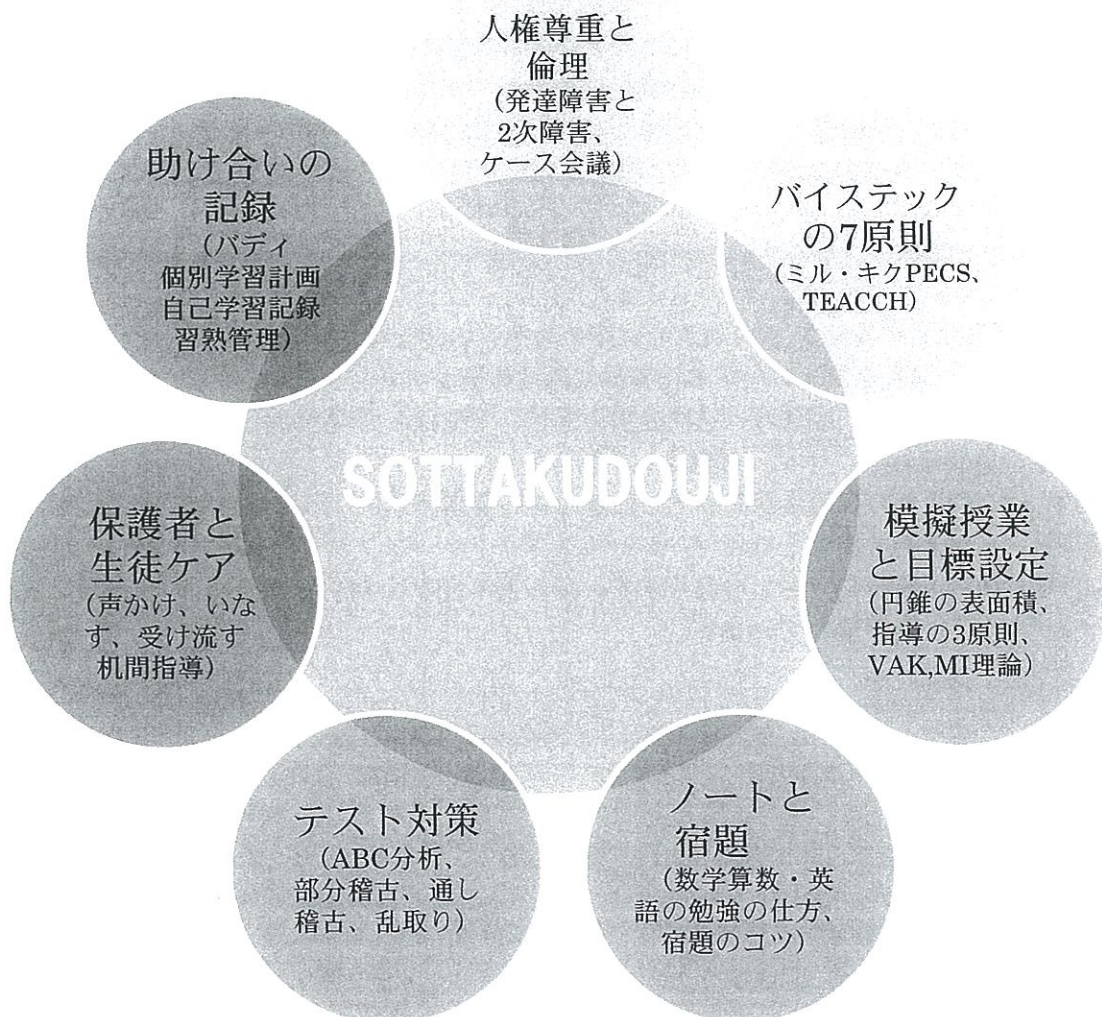 人権尊重と
倫理
(発達障害と
2次障害、
ケース会議)
バイステック
の7原則
(ミル・キクPECS、
TEACCH)
模擬授業
と目標設定
(円錐の表面積、
指導の3原則、
VAK,MI理論)
ノートと
宿題
(数学算数・英
語の勉強の仕方、
宿題のコツ)
テスト対策
(ABC分析、
部分稽古、通し
稽古、乱取り)
保護者と
生徒ケア
(声かけ、いな
す、受け流す
机間指導)
助け合いの
記録
(バディ
個別学習計画
自己学習記録
習熟管理)
SOTTAKUDOUJI